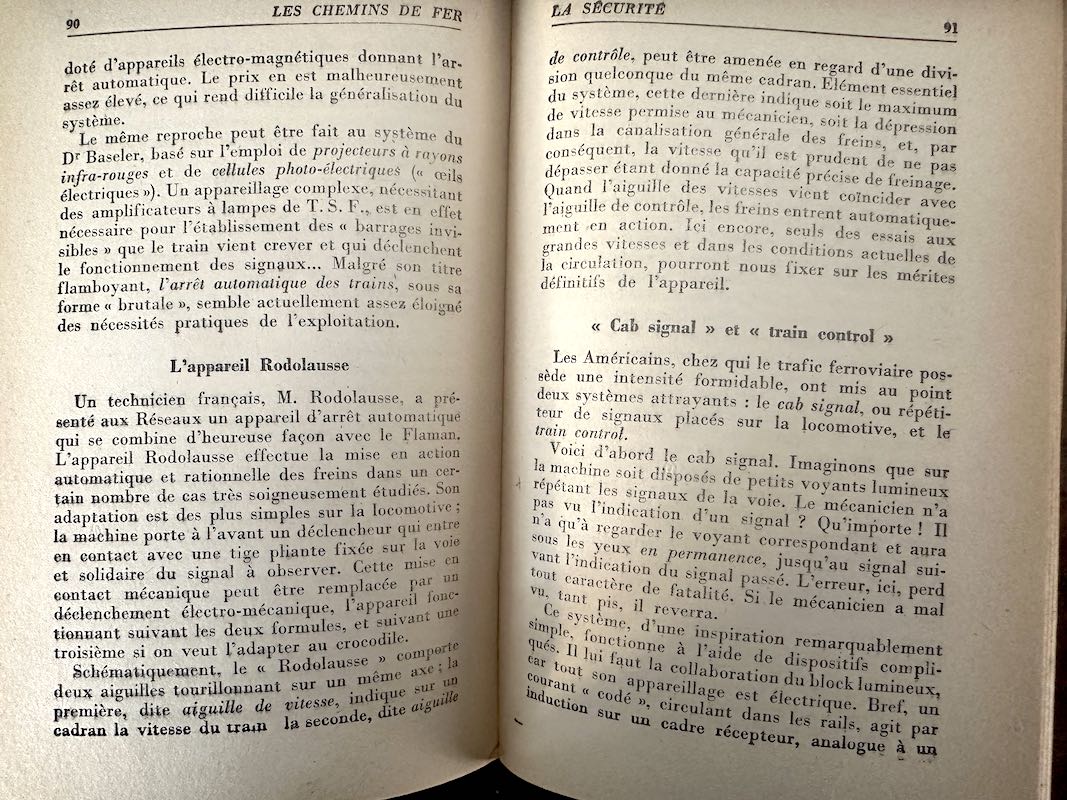 90
LES CHEMINS DE FER
doté d'appareils électro-magnétiques donnant l'ar-
rêt automatique. Le prix en est malheureusement
assez élevé, ce qui rend difficile la généralisation du
système.
Le même reproche peut être fait au système du
Dr Baseler, basé sur l'emploi de projecteurs à rayons
infra-rouges et de cellules photo-électriques (« œils
électriques »). Un appareillage complexe, nécessitant
des amplificateurs à lampes de T. S. F., est en effet
nécessaire pour l'établissement des « barrages invi-
sibles » que le train vient crever et qui déclenchent
le fonctionnement des signaux... Malgré son titre
flamboyant, l'arrêt automatique des trains, sous sa
forme « brutale », semble actuellement assez éloigné
des nécessités pratiques de l'exploitation.
L'appareil Rodolausse
Un technicien français, M. Rodolausse, a pré-
senté aux Réseaux un appareil d'arrêt automatique
qui se combine d'heureuse façon avec le Flaman.
L'appareil Rodolausse effectue la mise en action
automatique et rationnelle des freins dans un cer-
tain nombre de cas très soigneusement étudiés. Son
adaptation est des plus simples sur la locomotive ;
la machine porte à l'avant un déclencheur qui entre
en contact avec une tige pliante fixée sur la voie
et solidaire du signal à observer. Cette mise en
contact mécanique peut être remplacée par un
déclenchement électro-mécanique, l'appareil fonc-
tionnant suivant les deux formules, et suivant une
troisième si on veut l'adapter au crocodile.
Schématiquement, le « Rodolausse » comporte
deux aiguilles tourillonnant sur un même axe ; la
première, dite aiguille de vitesse, indique sur un
cadran la vitesse du train la seconde, dite aiguille
LA SÉCURITÉ
91
de contrôle, peut être amenée en regard d'une divi-
sion quelconque du même cadran. Elément essentiel
du système, cette dernière indique soit le maximum
de vitesse permise au mécanicien, soit la dépression
dans la canalisation générale des freins, et, par
conséquent, la vitesse qu'il est prudent de ne pas
dépasser étant donné la capacité précise de freinage.
Quand l'aiguille des vitesses vient coïncider avec
l'aiguille de contrôle, les freins entrent automatique-
ment en action. Ici encore, seuls des essais aux
grandes vitesses et dans les conditions actuelles de
la circulation, pourront nous fixer sur les mérites
définitifs de l'appareil.
« Cab signal » et « train control »
Les Américains, chez qui le trafic ferroviaire pos-
sède une intensité formidable, ont mis au point
deux systèmes attrayants : le cab signal, ou répéti-
teur de signaux placés sur la locomotive, et le
train control.
Voici d'abord le cab signal. Imaginons que sur
la machine soit disposés de petits voyants lumineux
répétant les signaux de la voie. Le mécanicien n'a
pas vu l'indication d'un signal ? Qu'importe ! Il
n'a qu'à regarder le voyant correspondant et aura
sous les yeux en permanence, jusqu'au signal sui-
vant l'indication du signal passé. L'erreur, ici, perd
tout caractère de fatalité. Si le mécanicien a mal
vu, tant pis, il reverra.
Ce système, d'une inspiration remarquablement
simple, fonctionne à l'aide de dispositifs compli-
qués. Il lui faut la collaboration du block lumineux,
car tout son appareillage est électrique. Bref, un
courant « codé », circulant dans les rails, agit par
induction sur un cadre récepteur, analogue à un